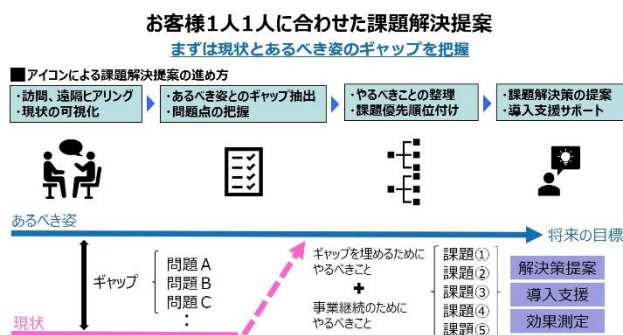 お客様1人1人に合わせた課題解決提案
まずは現状とあるべき姿のギャップを把握
■アイコンによる課題解決提案の進め方
・訪問、遠隔ヒアリング
・現状の可視化
・あるべき姿とのギャップ抽出
・問題点の把握
・やるべきことの整理
・課題優先順位付け
・課題解決策の提案
・導入支援サポート
あるべき姿
将来の目標
ギャップ
問題A
問題B
問題C
:
現状
ギャップを埋めるために
やるべきこと
+
事業継続のために
やるべきこと
課題①
課題②
課題③
課題④
課題⑤
解決策提案
導入支援
効果測定